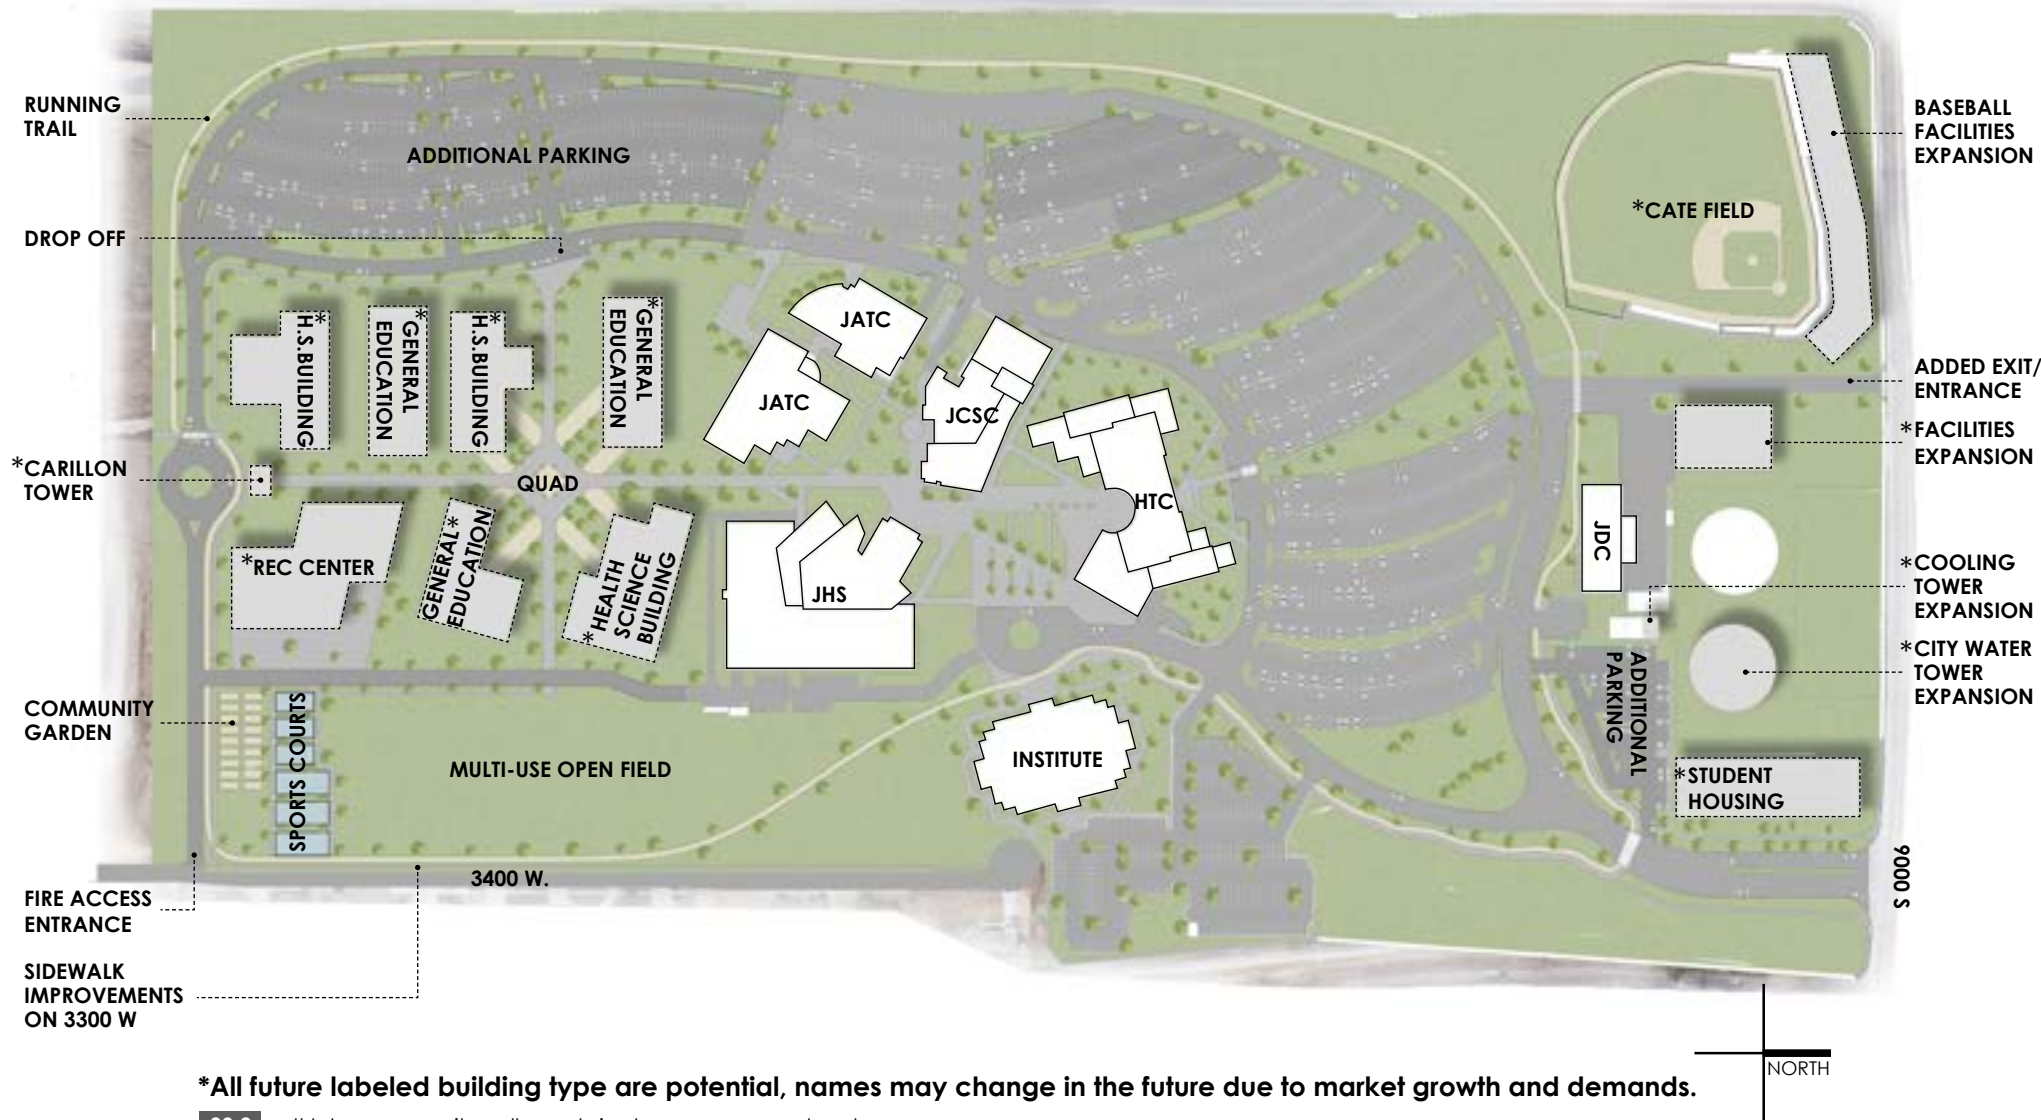 RUNNING
TRAIL
ADDITIONAL PARKING
DROP OFF
*CATE FIELD
BASEBALL
FACILITIES
EXPANSION
*H.S.BUILDING
*GENERAL
EDUCATION
*H.S.BUILDING
*GENERAL
EDUCATION
JATC
JATC
JCSC
HTC
ADDED EXIT/
ENTRANCE
*FACILITIES
EXPANSION
*CARILLON
TOWER
QUAD
*REC CENTER
GENERAL*
EDUCATION
*HEALTH
SCIENCE
BUILDING
JHS
JDC
*COOLING
TOWER
EXPANSION
*CITY WATER
TOWER
EXPANSION
ADDITIONAL
PARKING
COMMUNITY
GARDEN
SPORTS COURTS
MULTI-USE OPEN FIELD
INSTITUTE
*STUDENT
HOUSING
3400 W.
9000 S
FIRE ACCESS
ENTRANCE
SIDEWALK
IMPROVEMENTS
ON 3300 W
NORTH
*All future labeled building type are potential, names may change in the future due to market growth and demands.